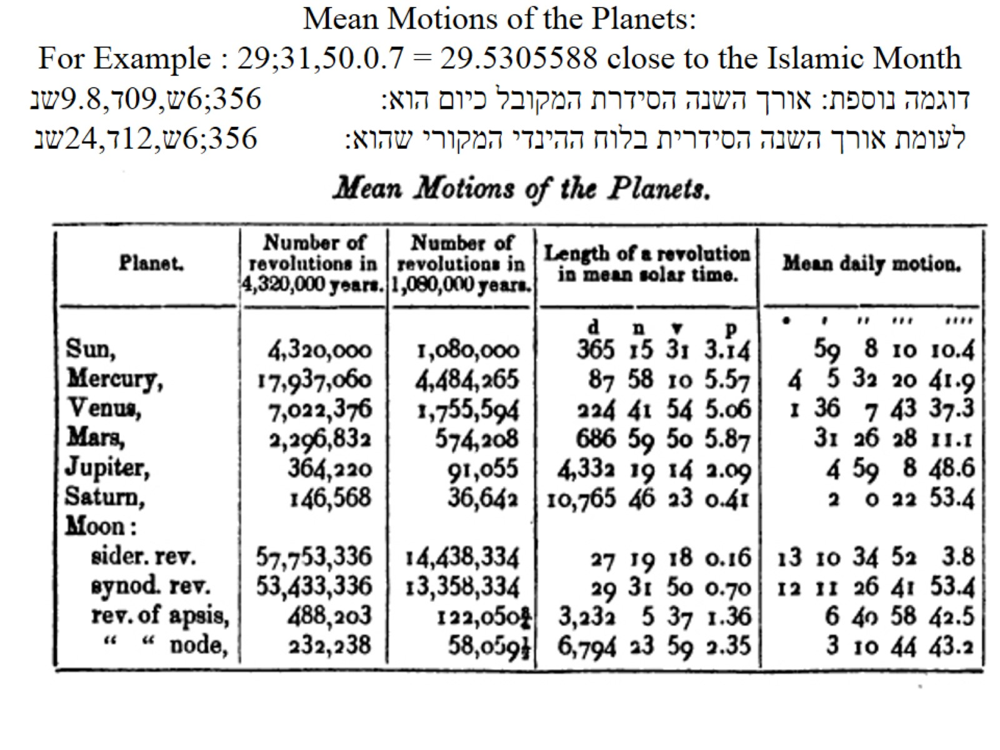 Mean Motions of the Planets:
For Example : 29;31,50.0.7 = 29.5305588 close to the Islamic Month
דוגמה נוספת: אורך השנה הסידרת המקובל כיום הוא: 356;6ש,09ד,9.8שנ
לעומת אורך השנה הסידרית בלוח ההינדי המקורי שהוא: 356;6ש,12ד,24שנ
Mean Motions of the Planets.
Planet. Number of revolutions in 4,320,000 years. Number of revolutions in 1,080,000 years. Length of a revolution in mean solar time. Mean daily motion.
d n v p ° ' '' ''' ''''
Sun, 4,320,000 1,080,000 365 15 31 3.14 59 8 10 10.4
Mercury, 17,937,060 4,484,265 87 58 10 5.57 4 5 32 20 41.9
Venus, 7,022,376 1,755,594 224 41 54 5.06 1 36 7 43 37.3
Mars, 2,296,832 574,208 686 59 50 5.87 31 26 28 11.1
Jupiter, 364,220 91,055 4,332 19 14 2.09 4 59 8 48.6
Saturn, 146,568 36,642 10,765 46 23 0.41 2 0 22 53.4
Moon :
sider. rev. 57,753,336 14,438,334 27 19 18 0.16 13 10 34 52 3.8
synod. rev. 53,433,336 13,358,334 29 31 50 0.70 12 11 26 41 53.4
rev. of apsis, 488,203 122,050¾ 3,232 5 37 1.36 6 40 58 42.5
“ “ node, 232,238 58,059½ 6,794 23 59 2.35 3 10 44 43.2